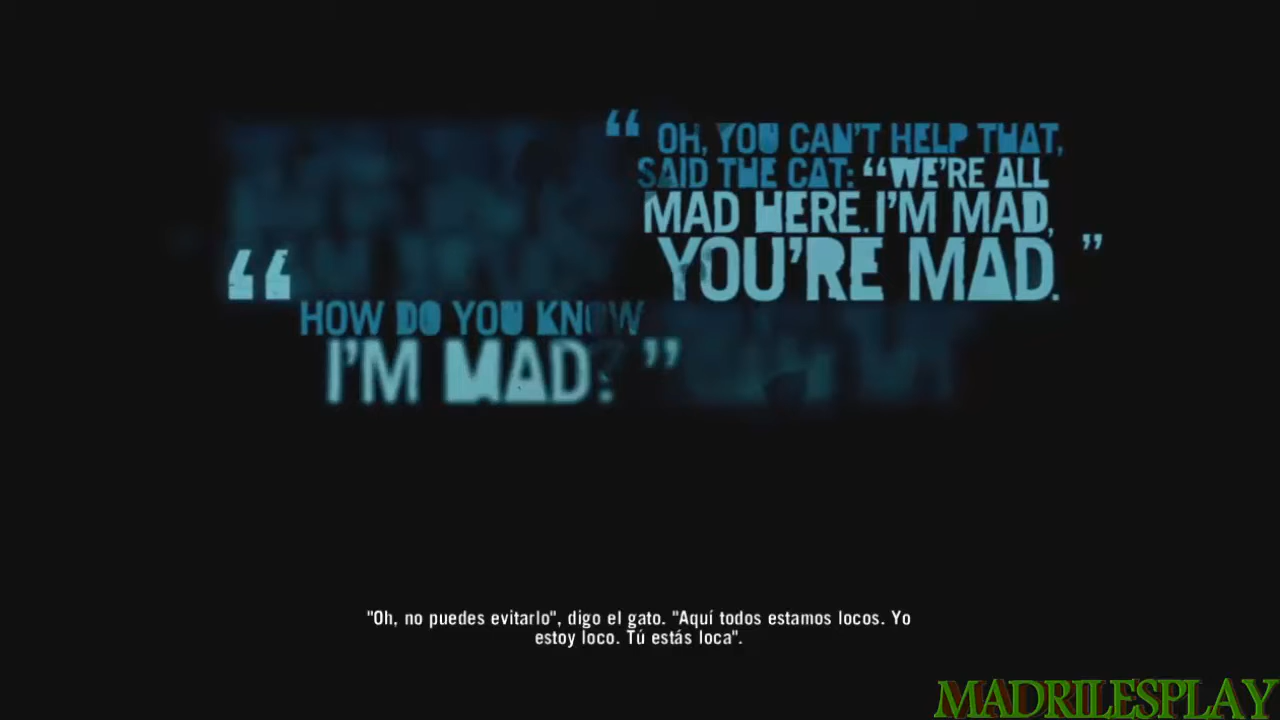 “ OH, YOU CAN'T HELP THAT,
SAID THE CAT: “WE'RE ALL
MAD HERE. I'M MAD,
YOU'RE MAD. ”
“ HOW DO YOU KNOW
I'M MAD? ”
"Oh, no puedes evitarlo", digo el gato. "Aquí todos estamos locos. Yo
estoy loco. Tú estás loca".
MADRILESPLAY